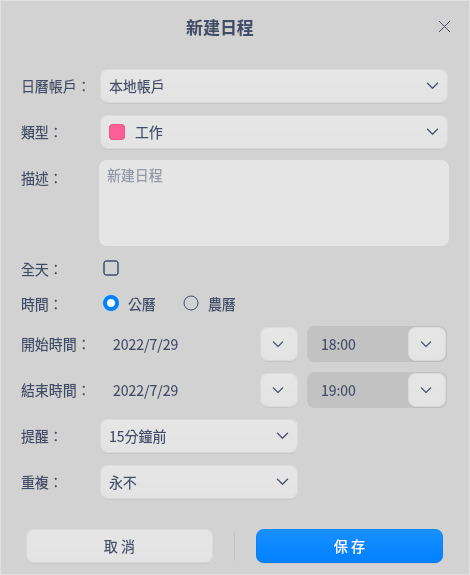 新建日程
日曆帳戶： 本地帳戶
類型： 工作
描述： 新建日程
全天：
時間： 公曆 農曆
開始時間： 2022/7/29 18:00
結束時間： 2022/7/29 19:00
提醒： 15分鐘前
重複： 永不
取消 保存